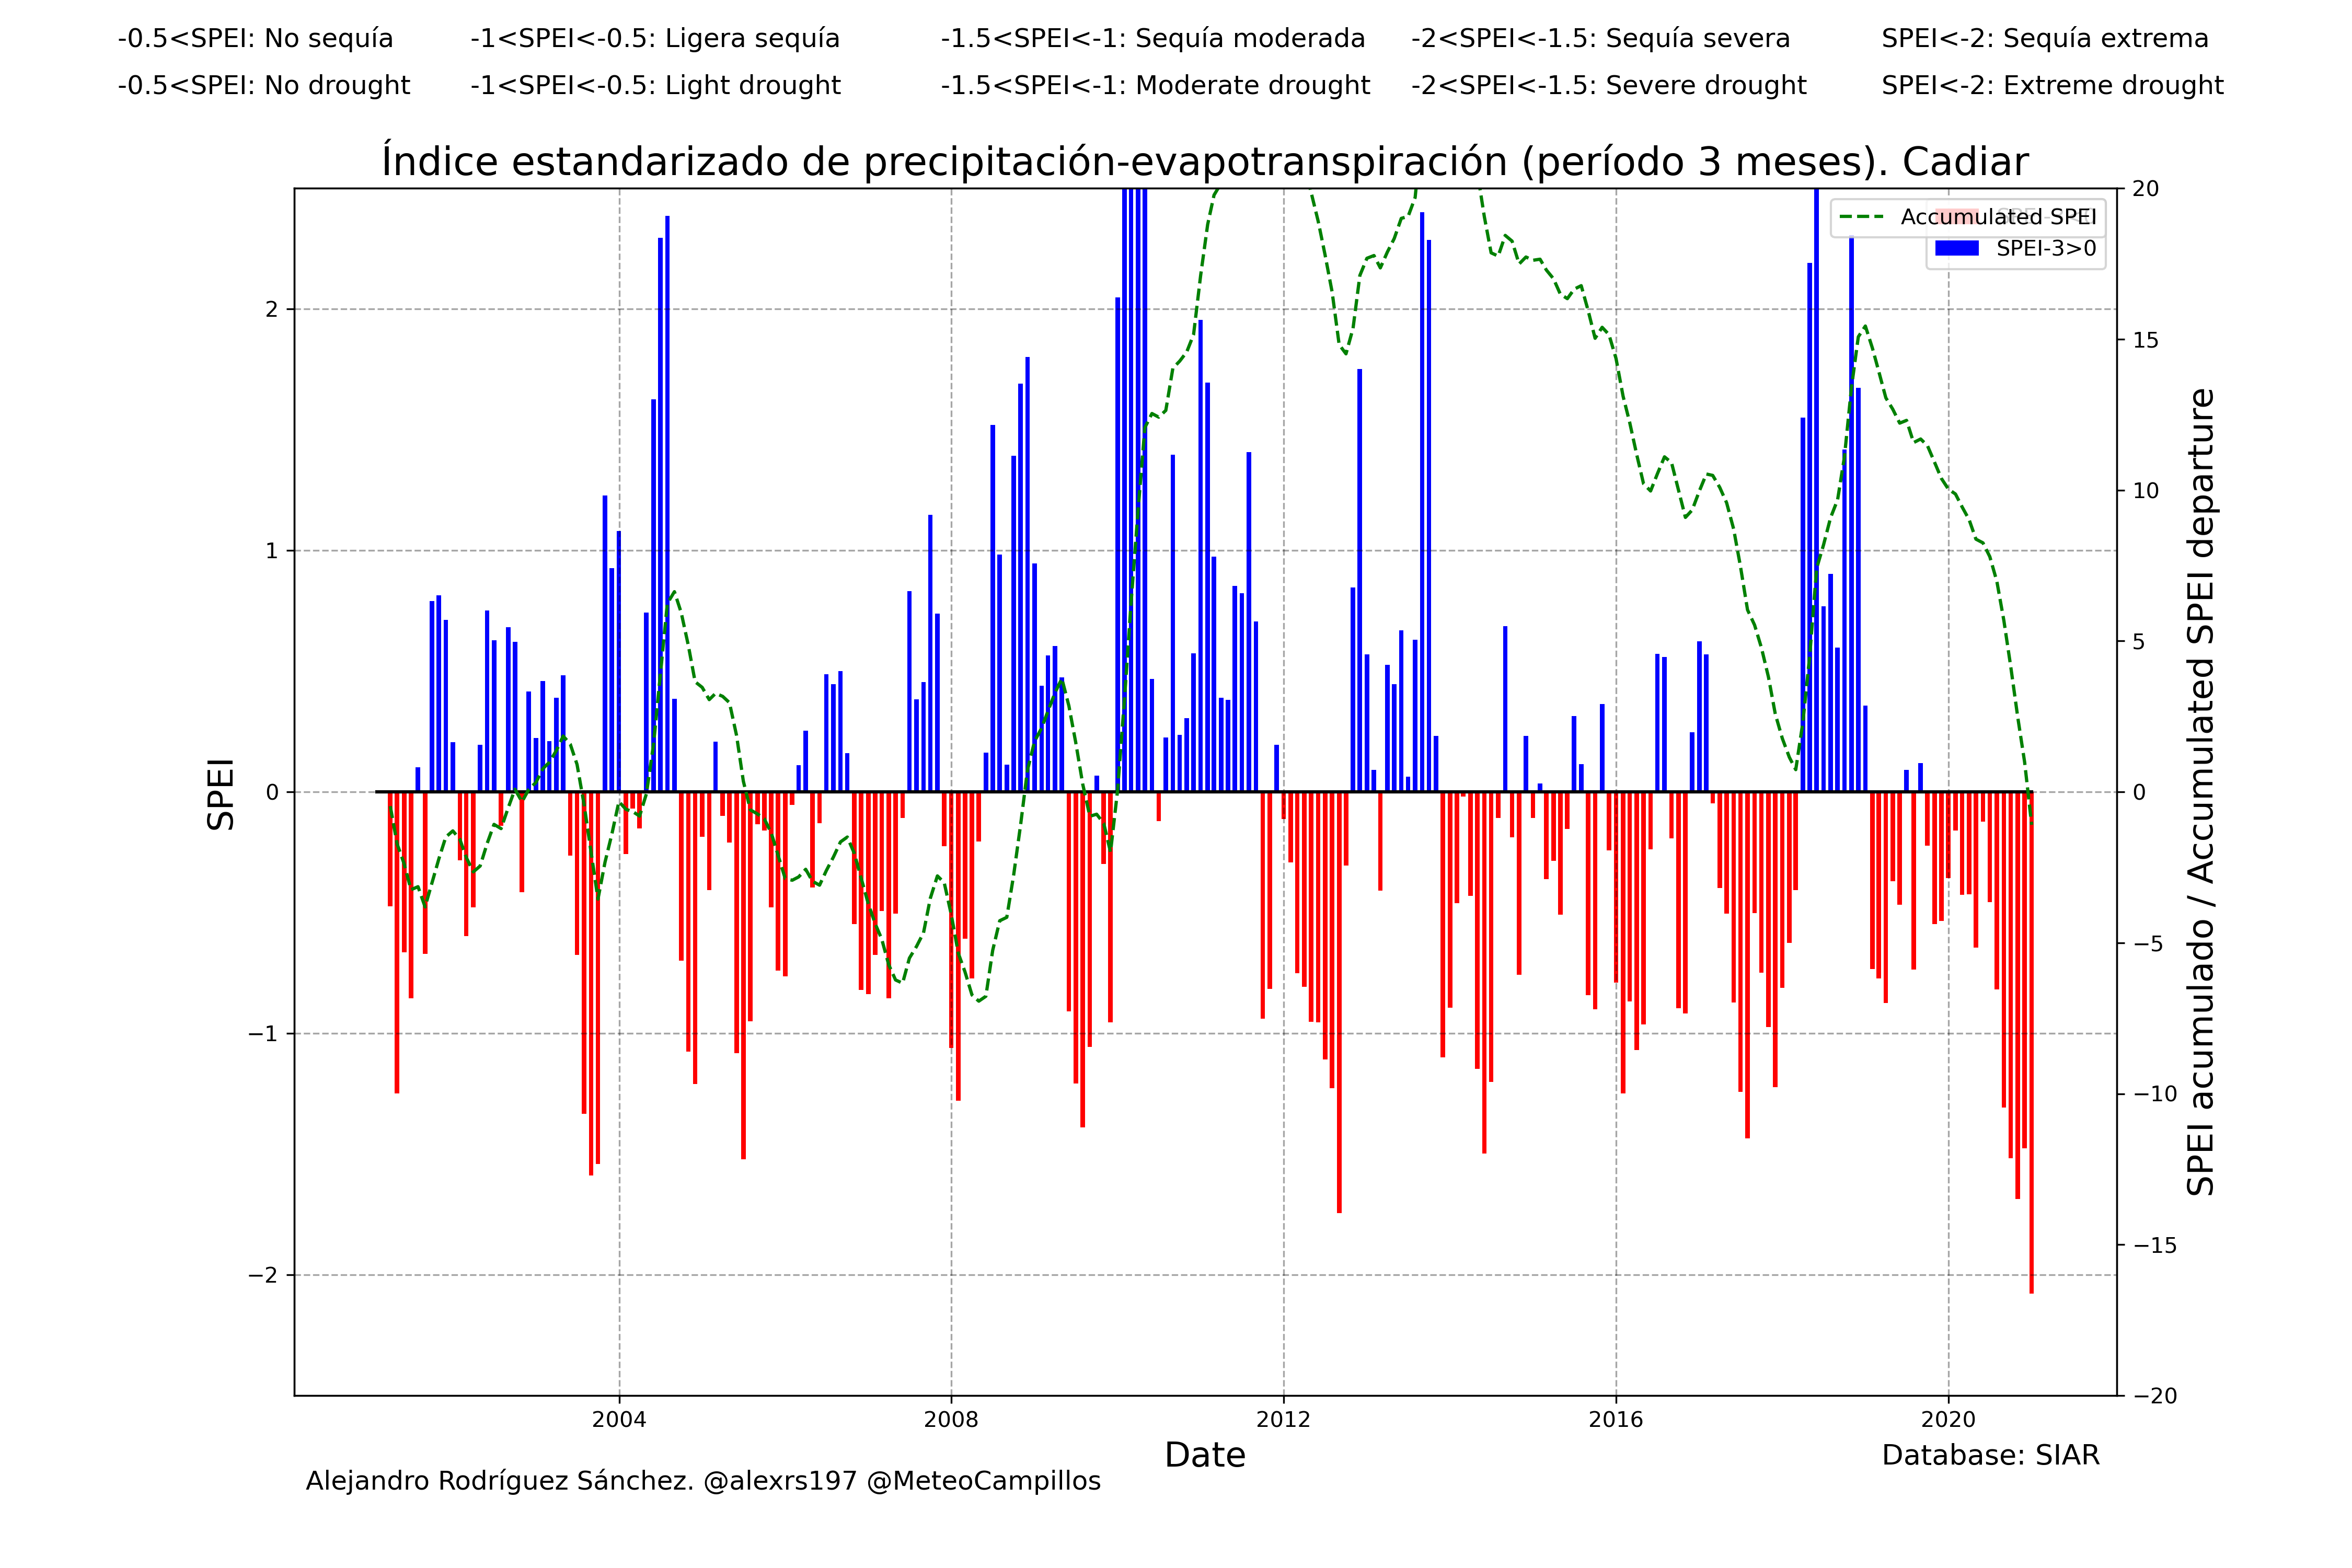 -0.5<SPEI: No sequía -1<SPEI<-0.5: Ligera sequía -1.5<SPEI<-1: Sequía moderada -2<SPEI<-1.5: Sequía severa SPEI<-2: Sequía extrema
-0.5<SPEI: No drought -1<SPEI<-0.5: Light drought -1.5<SPEI<-1: Moderate drought -2<SPEI<-1.5: Severe drought SPEI<-2: Extreme drought
Índice estandarizado de precipitación-evapotranspiración (período 3 meses). Cadiar
Accumulated SPEI
SPEI-3>0
SPEI
2
1
0
−1
−2
20
15
10
5
0
−5
−10
−15
−20
SPEI acumulado / Accumulated SPEI departure
2004 2008 2012 2016 2020
Date
Database: SIAR
Alejandro Rodríguez Sánchez. @alexrs197 @MeteoCampillos